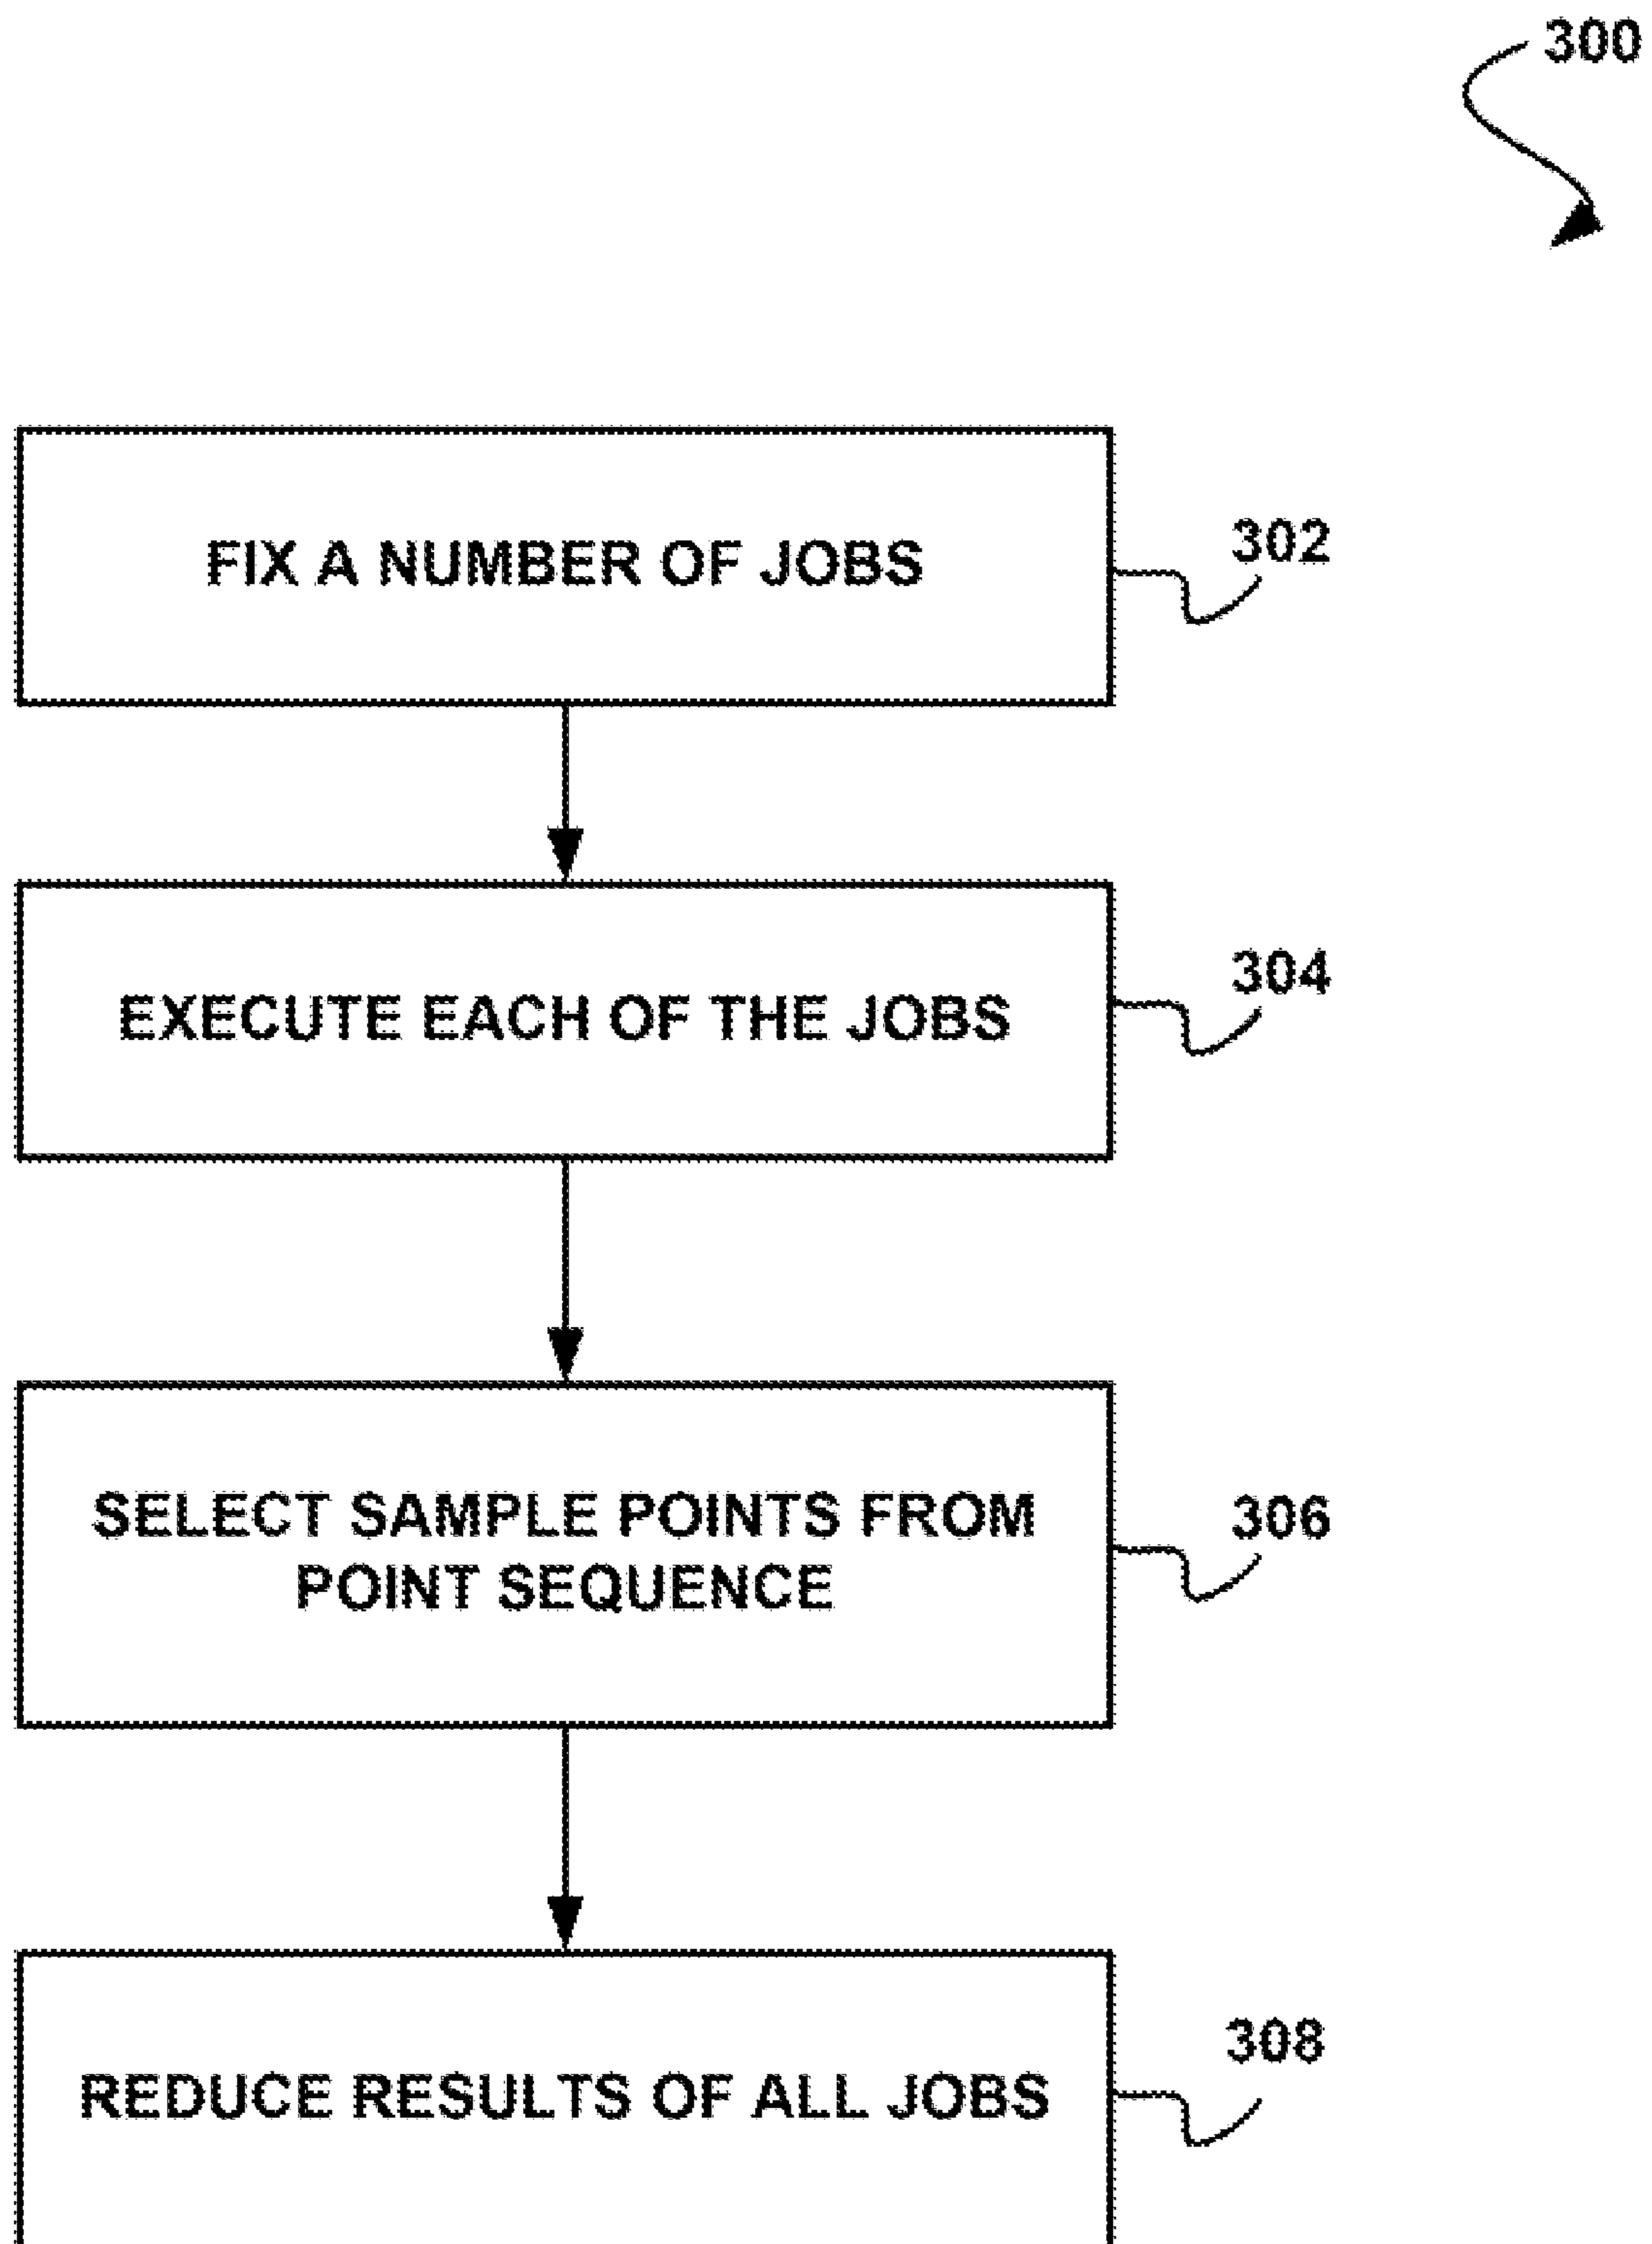 300
FIX A NUMBER OF JOBS
302
EXECUTE EACH OF THE JOBS
304
SELECT SAMPLE POINTS FROM
POINT SEQUENCE
306
REDUCE RESULTS OF ALL JOBS
308